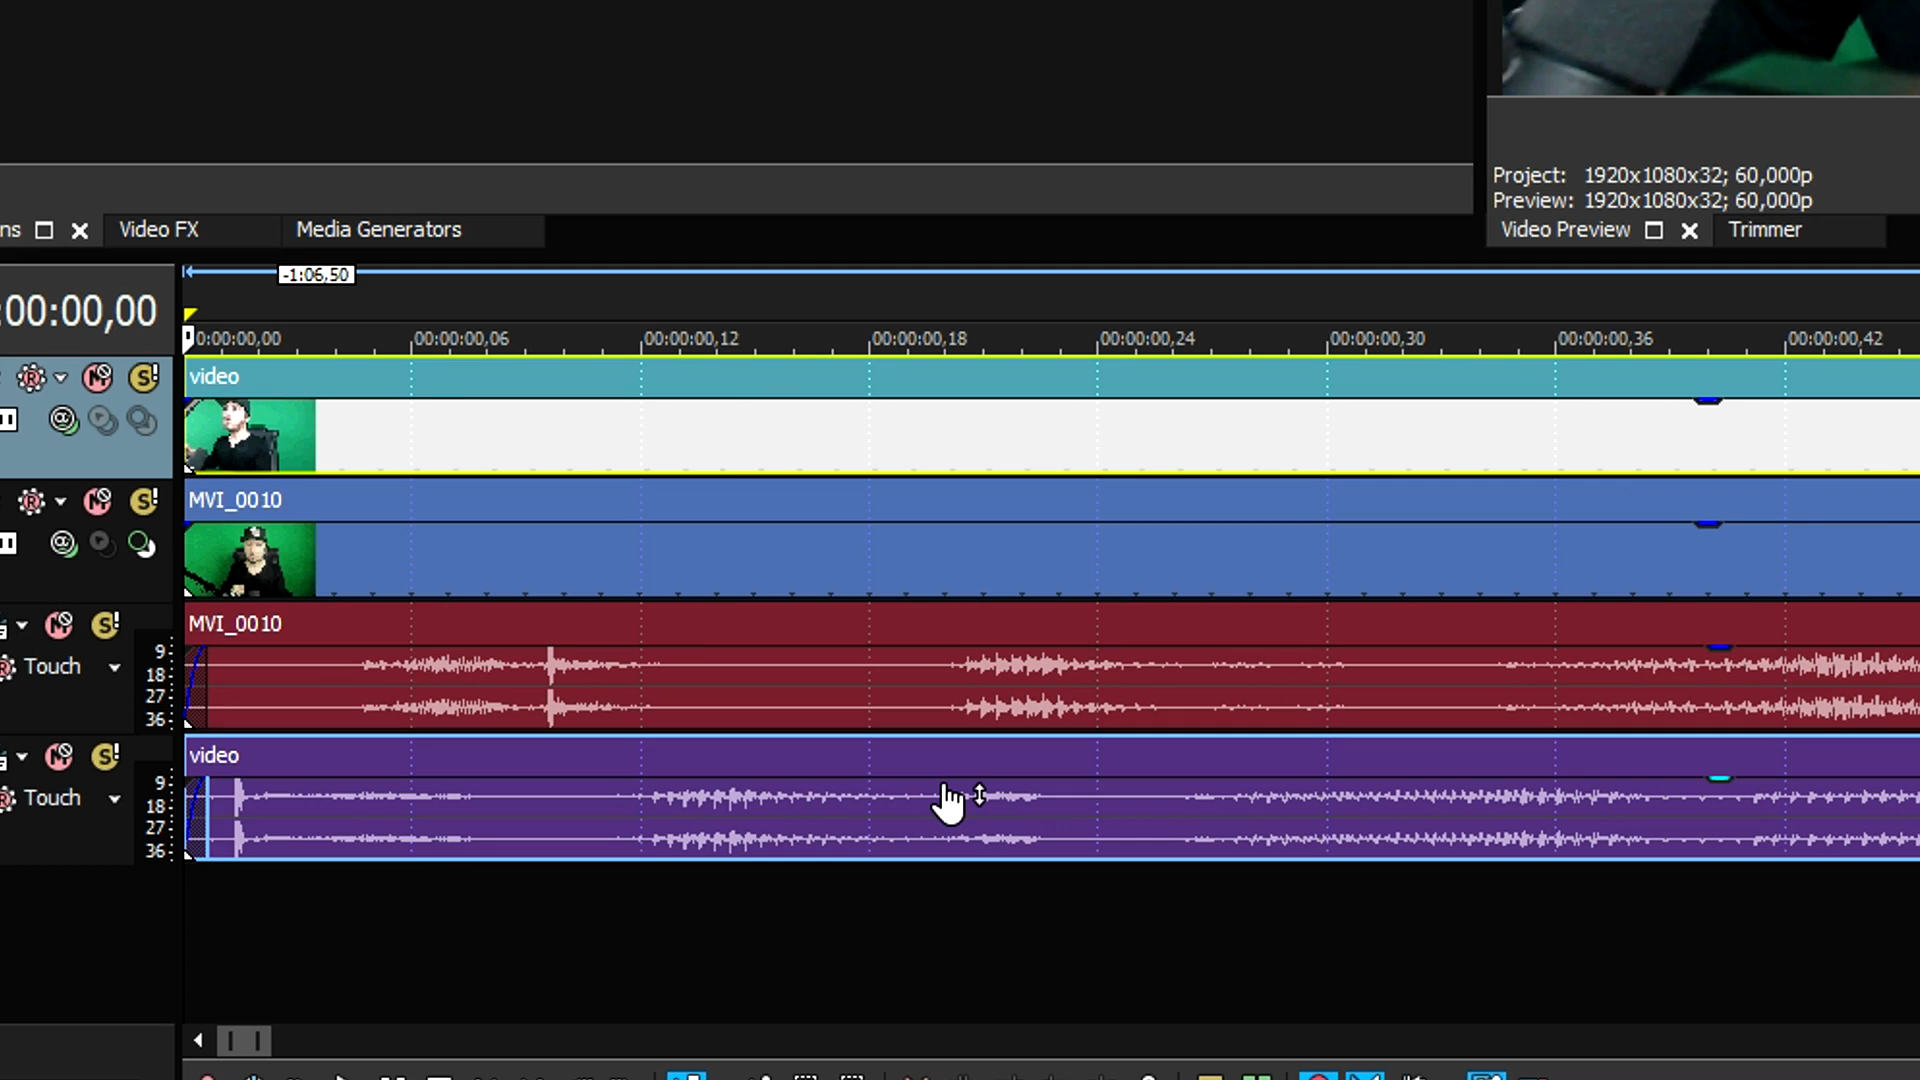 Project: 1920x1080x32; 60,000p
Preview: 1920x1080x32; 60,000p
ns Video FX Media Generators Video Preview Trimmer
-1:06,50
:00:00,00
0:00:00,00 00:00:00,06 00:00:00,12 00:00:00,18 00:00:00,24 00:00:00,30 00:00:00,36 00:00:00,42
R M S! video
R M S! MVI_0010
M S! MVI_0010
9
Touch
18
27
36
M S! video
9
Touch
18
27
36